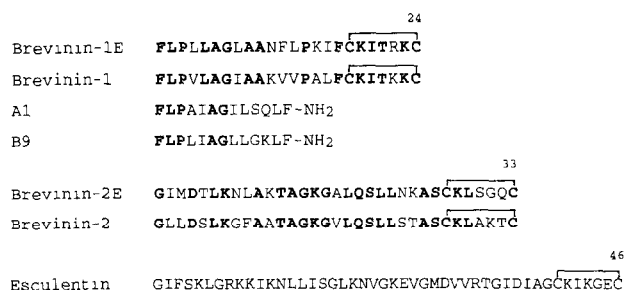 24
Brevinin-1E FLPLLAGLAANFLPKIFCKITRKC
Brevinin-1 FLPVLAGIAAKVVPALFCKITKKC
A1 FLPAIAGILSQLF-NH2
B9 FLPLIAGLLGKLF-NH2
33
Brevinin-2E GIMDTLKNLAKTAGKGALQSLLNKASCKLSGQC
Brevinin-2 GLLDSLKGFAATAGKGVLQSLLSTASCKLAKTC
46
Esculentin GIFSKLGRKKIKNLLISGLKNVGKEVGMDVVRTGIDIAGCKIKGEC